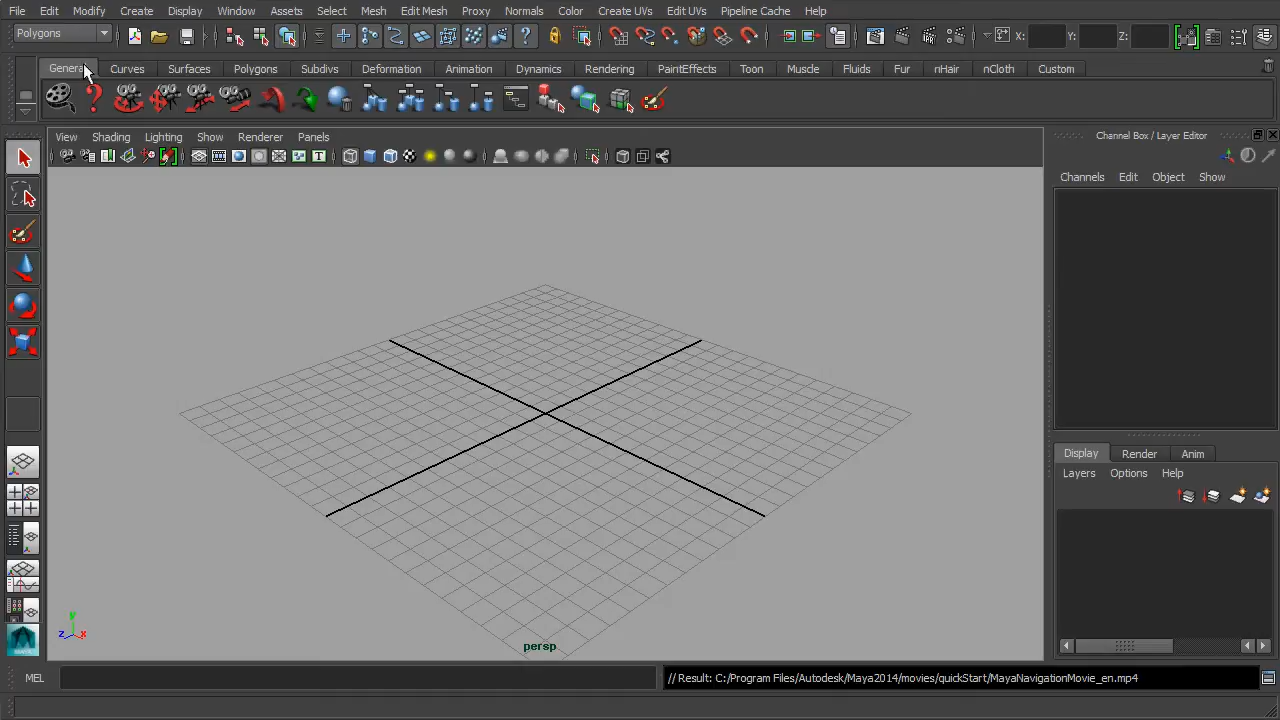 File Edit Modify Create Display Window Assets Select Mesh Edit Mesh Proxy Normals Color Create UVs Edit UVs Pipeline Cache Help
Polygons X: Y: Z:
General Curves Surfaces Polygons Subdivs Deformation Animation Dynamics Rendering PaintEffects Toon Muscle Fluids Fur nHair nCloth Custom
View Shading Lighting Show Renderer Panels
Channel Box / Layer Editor
Channels Edit Object Show
Display Render Anim
Layers Options Help
y
z x
persp
MEL
// Result: C:/Program Files/Autodesk/Maya2014/movies/quickStart/MayaNavigationMovie_en.mp4